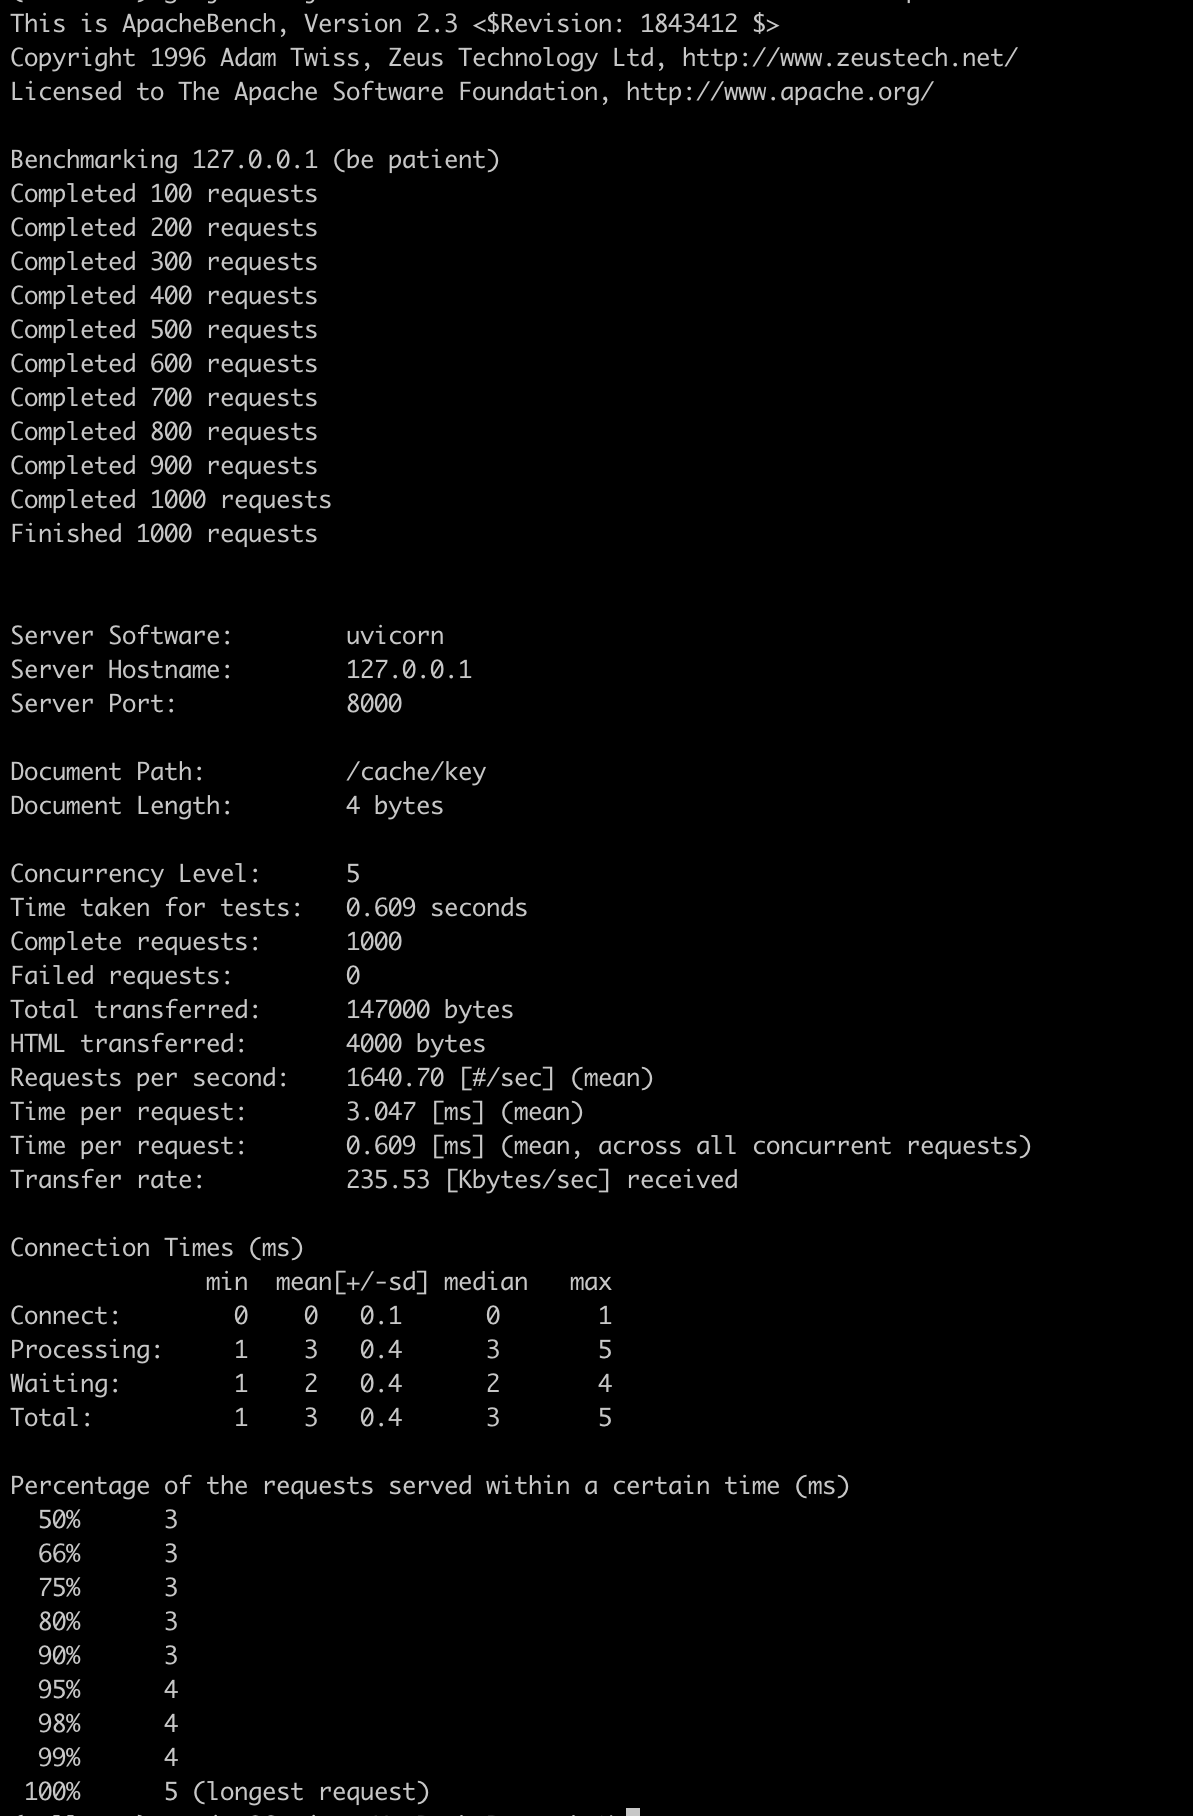 This is ApacheBench, Version 2.3 <$Revision: 1843412 $>
Copyright 1996 Adam Twiss, Zeus Technology Ltd, http://www.zeustech.net/
Licensed to The Apache Software Foundation, http://www.apache.org/

Benchmarking 127.0.0.1 (be patient)
Completed 100 requests
Completed 200 requests
Completed 300 requests
Completed 400 requests
Completed 500 requests
Completed 600 requests
Completed 700 requests
Completed 800 requests
Completed 900 requests
Completed 1000 requests
Finished 1000 requests


Server Software:        uvicorn
Server Hostname:        127.0.0.1
Server Port:            8000

Document Path:          /cache/key
Document Length:        4 bytes

Concurrency Level:      5
Time taken for tests:   0.609 seconds
Complete requests:      1000
Failed requests:        0
Total transferred:      147000 bytes
HTML transferred:       4000 bytes
Requests per second:    1640.70 [#/sec] (mean)
Time per request:       3.047 [ms] (mean)
Time per request:       0.609 [ms] (mean, across all concurrent requests)
Transfer rate:          235.53 [Kbytes/sec] received

Connection Times (ms)
              min  mean[+/-sd] median   max
Connect:        0    0   0.1      0       1
Processing:     1    3   0.4      3       5
Waiting:        1    2   0.4      2       4
Total:          1    3   0.4      3       5

Percentage of the requests served within a certain time (ms)
  50%      3
  66%      3
  75%      3
  80%      3
  90%      3
  95%      4
  98%      4
  99%      4
 100%      5 (longest request)